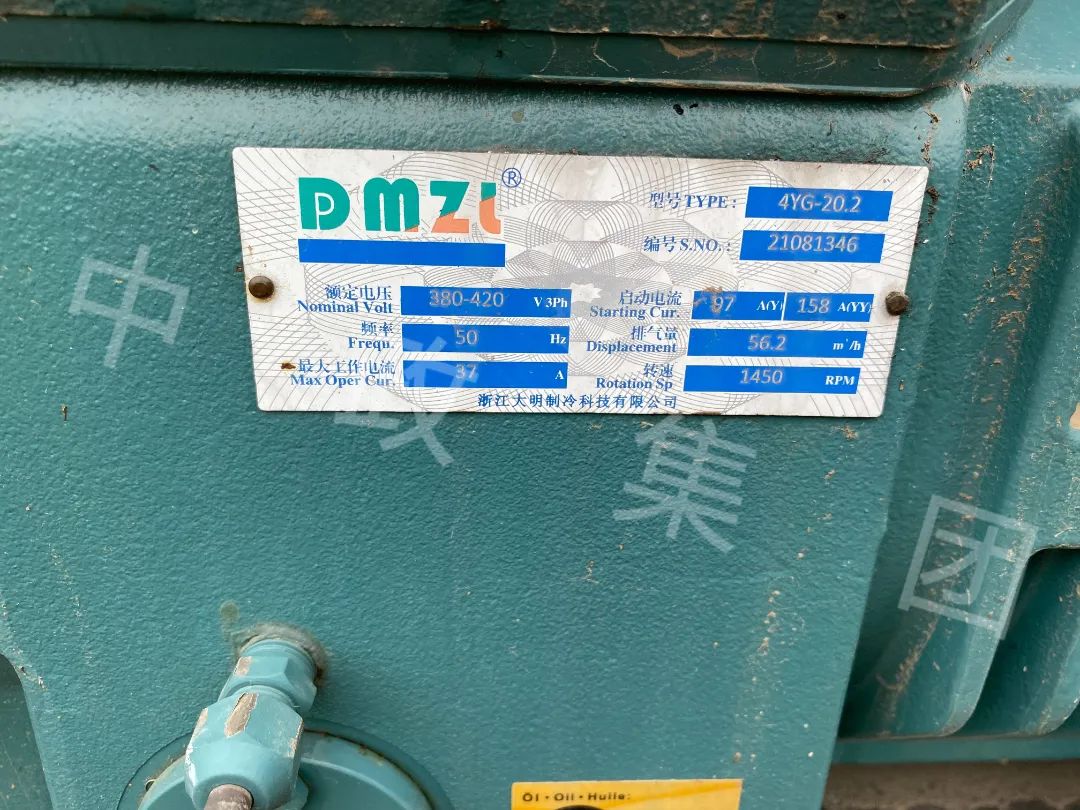 DMZL®
型号 TYPE: 4YG-20.2
编号 S.NO.: 21081346
额定电压 Nominal Volt 380-420 V 3Ph
启动电流 Starting Cur. 97 A(Y) 158 A(YY)
频率 Frequ. 50 Hz
排气量 Displacement 56.2 m³/h
最大工作电流 Max Oper Cur. 37 A
转速 Rotation Sp 1450 RPM
浙江大明制冷科技有限公司
中 集 团
Öl · Oil · Huile: